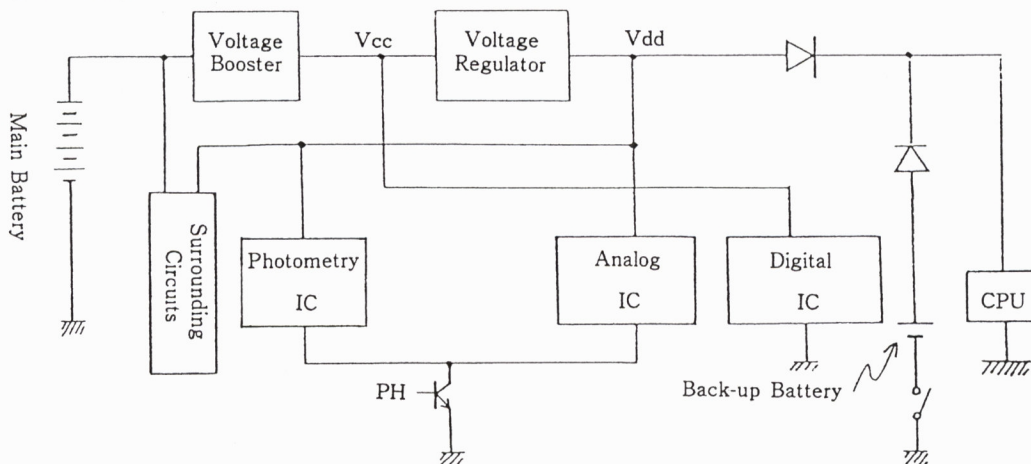 Voltage
Booster
Vcc
Voltage
Regulator
Vdd
Main Battery
Surrounding
Circuits
Photometry
IC
Analog
IC
Digital
IC
CPU
PH
Back-up Battery